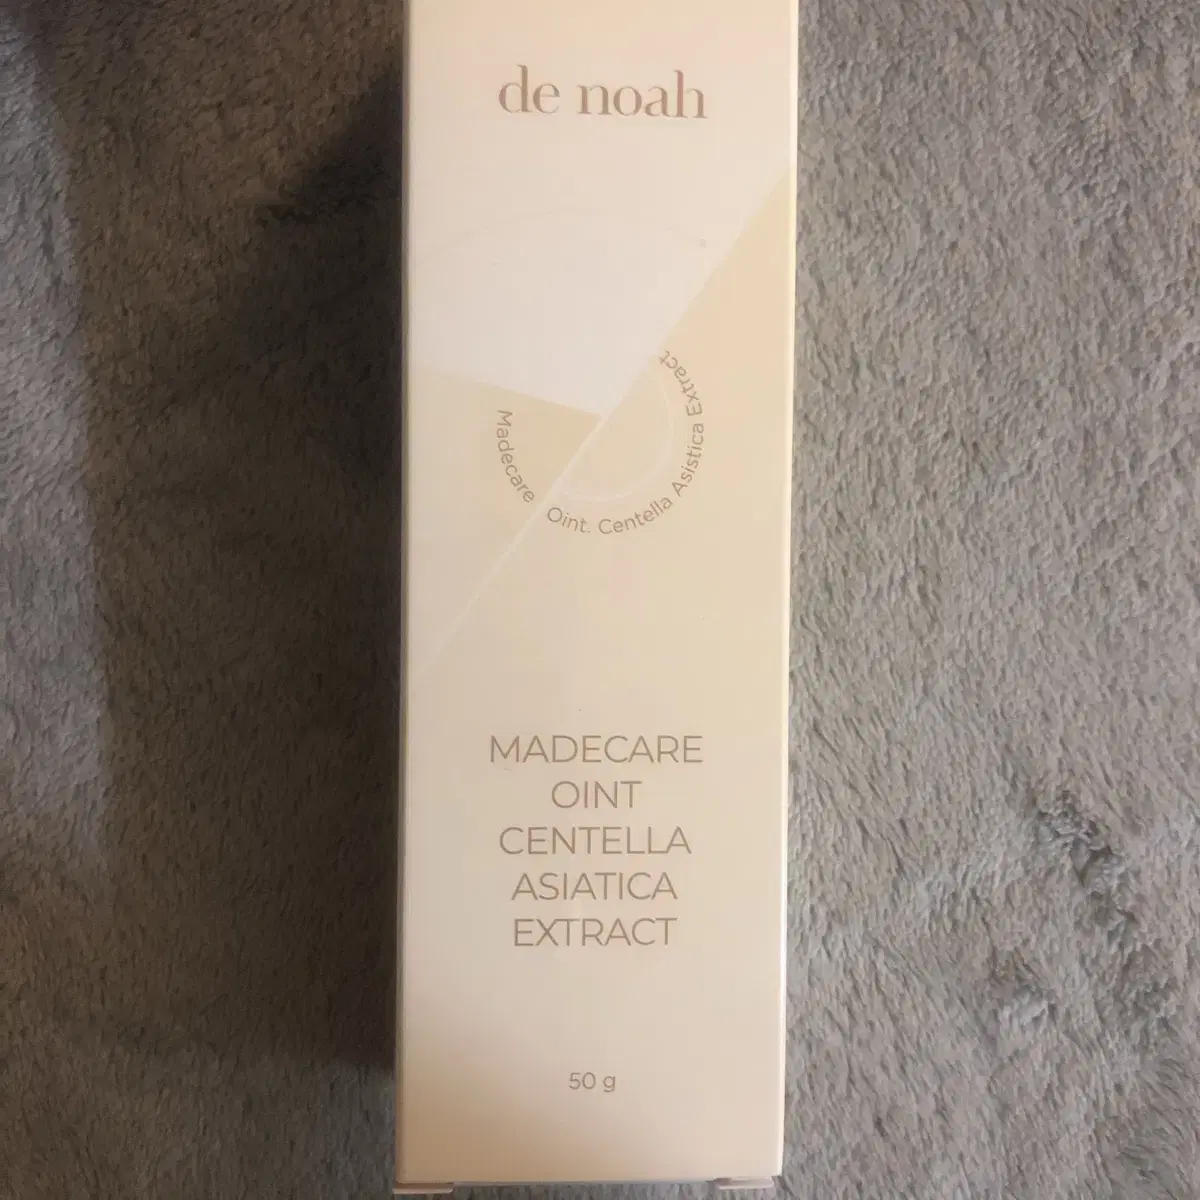 de noah
Madecare Oint. Centella Asistica Extract
MADECARE
OINT
CENTELLA
ASIATICA
EXTRACT
50 g